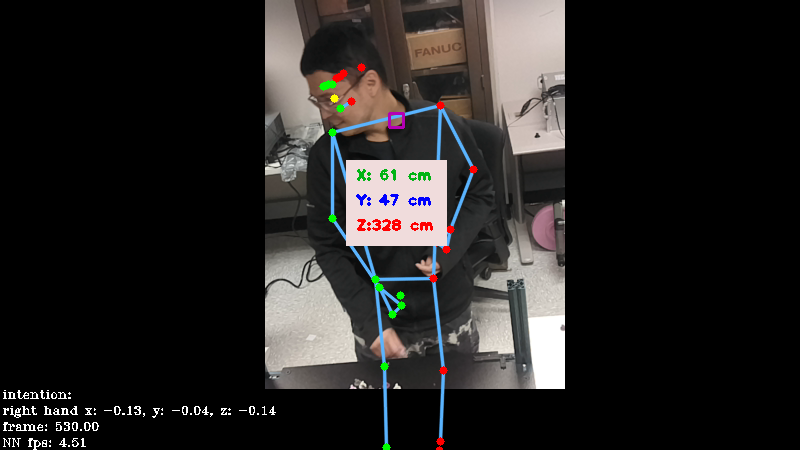 FANUC
X: 61 cm
Y: 47 cm
Z:328 cm
intention:
right hand x: -0.13, y: -0.04, z: -0.14
frame: 530.00
NN fps: 4.51